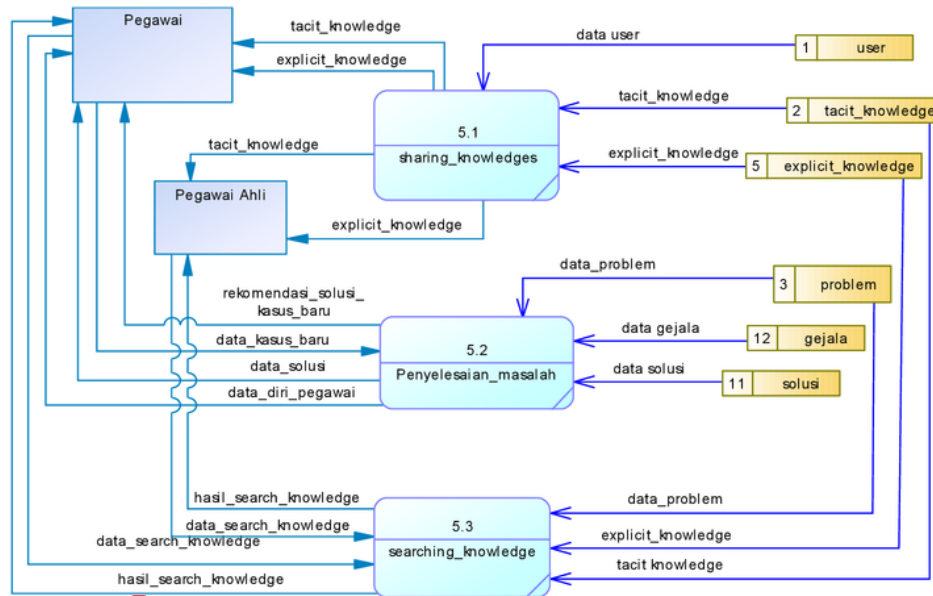 Pegawai
tacit_knowledge
explicit_knowledge
data user
1 user
tacit_knowledge
2 tacit_knowledge
5.1
sharing_knowledges
explicit_knowledge
5 explicit_knowledge
tacit_knowledge
Pegawai Ahli
explicit_knowledge
data_problem
3 problem
rekomendasi_solusi_
kasus_baru
data_kasus_baru
data_solusi
data_diri_pegawai
5.2
Penyelesaian_masalah
data gejala
12 gejala
data solusi
11 solusi
hasil_search_knowledge
data_search_knowledge
data_search_knowledge
hasil_search_knowledge
5.3
searching_knowledge
data_problem
explicit_knowledge
tacit knowledge